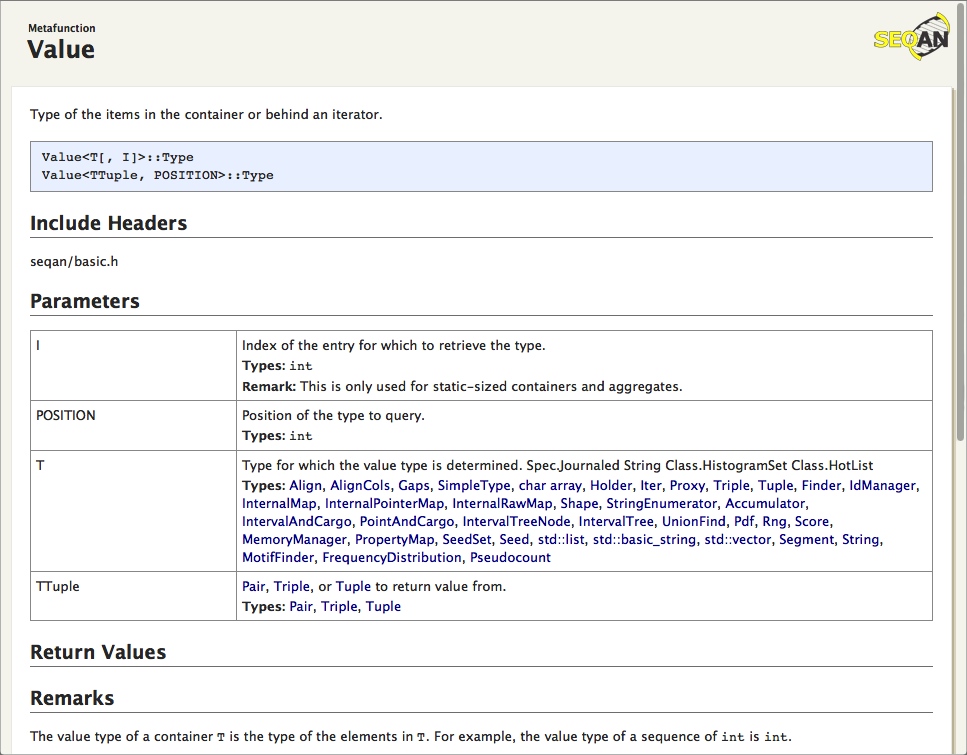 Metafunction
Value
SEQAN
Type of the items in the container or behind an iterator.
Value<T[, I]>::Type
Value<TTuple, POSITION>::Type
Include Headers
seqan/basic.h
Parameters
I
Index of the entry for which to retrieve the type.
Types: int
Remark: This is only used for static-sized containers and aggregates.
POSITION
Position of the type to query.
Types: int
T
Type for which the value type is determined. Spec.Journaled String Class.HistogramSet Class.HotList
Types: Align, AlignCols, Gaps, SimpleType, char array, Holder, Iter, Proxy, Triple, Tuple, Finder, IdManager,
InternalMap, InternalPointerMap, InternalRawMap, Shape, StringEnumerator, Accumulator,
IntervalAndCargo, PointAndCargo, IntervalTreeNode, IntervalTree, UnionFind, Pdf, Rng, Score,
MemoryManager, PropertyMap, SeedSet, Seed, std::list, std::basic_string, std::vector, Segment, String,
MotifFinder, FrequencyDistribution, Pseudocount
TTuple
Pair, Triple, or Tuple to return value from.
Types: Pair, Triple, Tuple
Return Values
Remarks
The value type of a container T is the type of the elements in T. For example, the value type of a sequence of int is int.